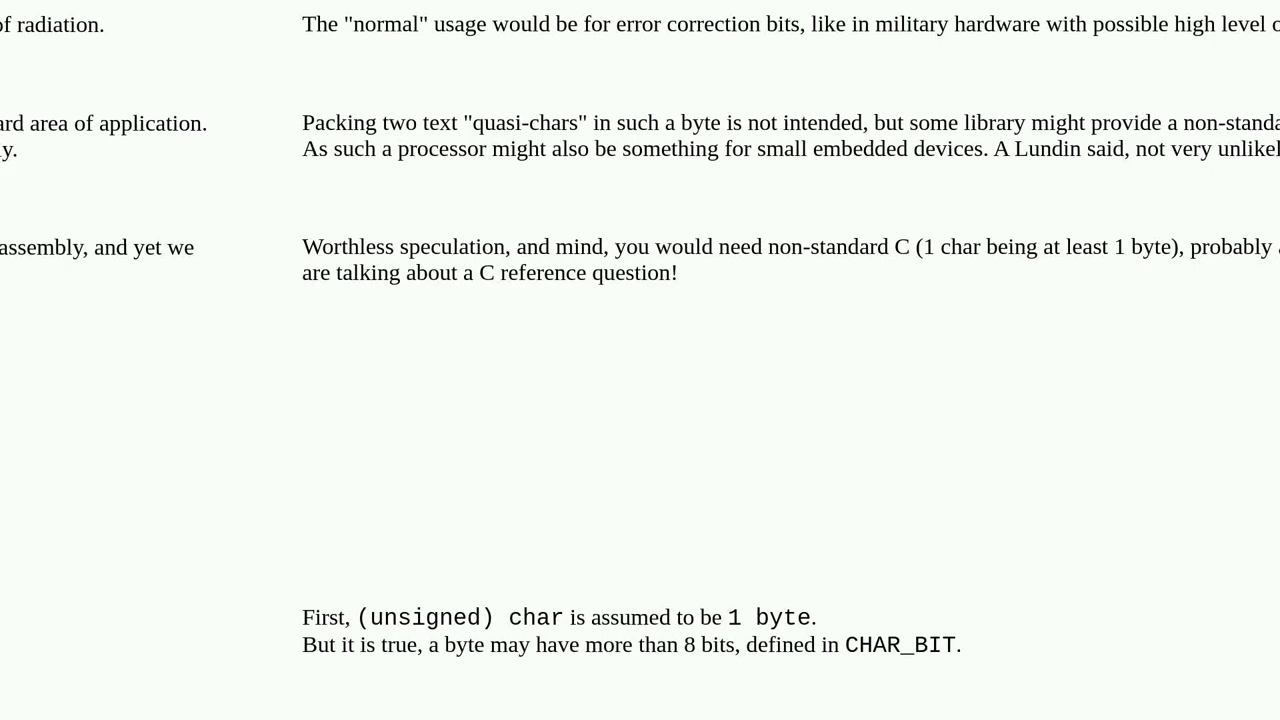 of radiation.
The "normal" usage would be for error correction bits, like in military hardware with possible high level
area of application.
Packing two text "quasi-chars" in such a byte is not intended, but some library might provide a
As such a processor might also be something for small embedded devices. A Lundin said, not very
assembly, and yet we
Worthless speculation, and mind, you would need non-standard C (1 char being at least 1 byte), probably
are talking about a C reference question!
First, (unsigned) char is assumed to be 1 byte.
But it is true, a byte may have more than 8 bits, defined in CHAR_BIT.